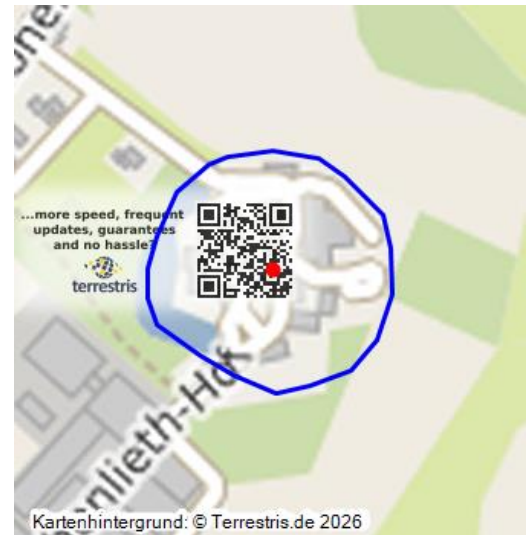 ...more speed, frequent
updates, guarantees
and no hassle?
terrestris
Kartenhintergrund: © Terrestris.de 2026